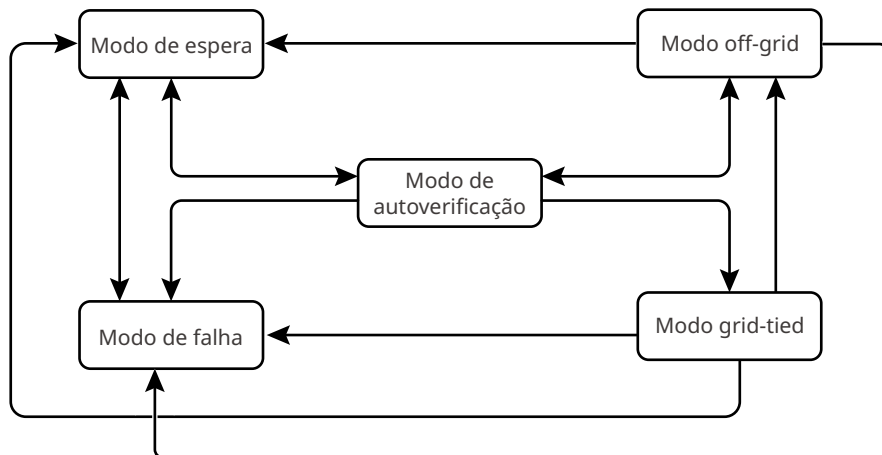 Modo de espera
Modo off-grid
Modo de
autoverificação
Modo de falha
Modo grid-tied